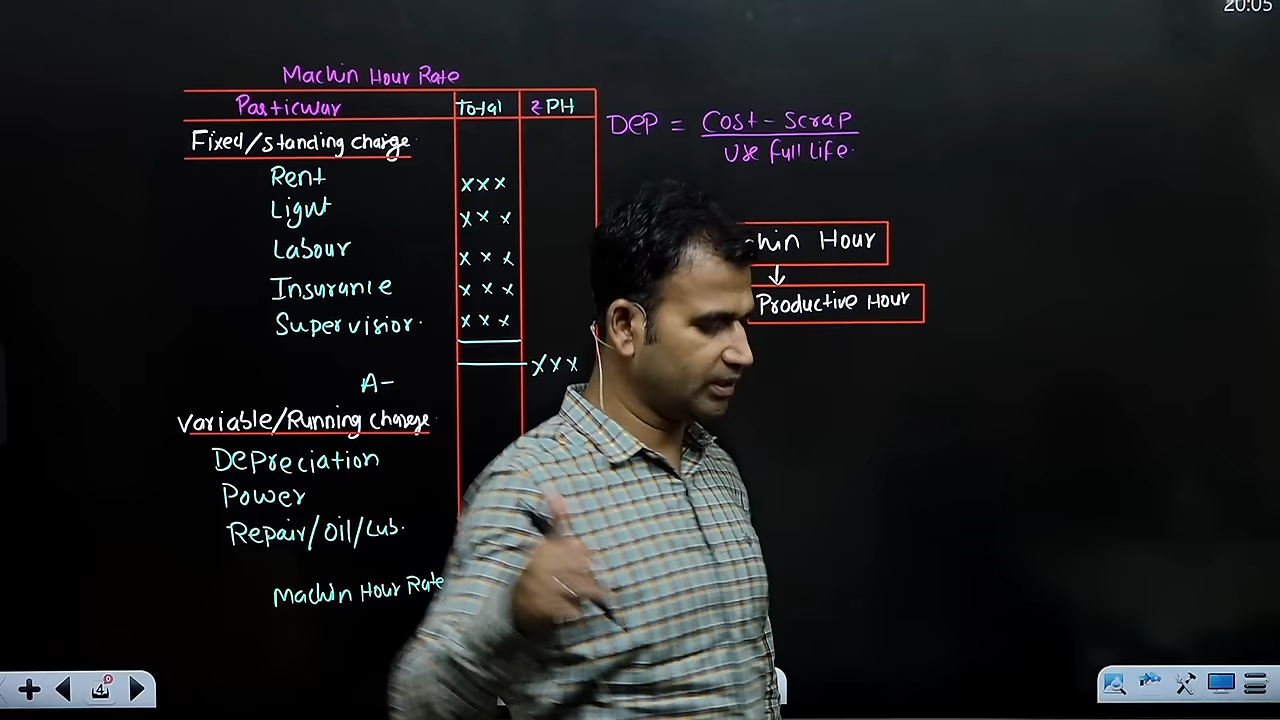 20:05
Machin Hour Rate
Particular Total ₹PH
Fixed/standing charge
Rent xxx
Light xxx
Labour xxx
Insurance xxx
Supervisior. xxx
xxx
A-
Variable/Running charge
Depreciation
Power
Repair/oil/Lub.
Machin Hour Rate
DEP = Cost - Scrap
Use full life.
Hour
Productive Hour
4
0